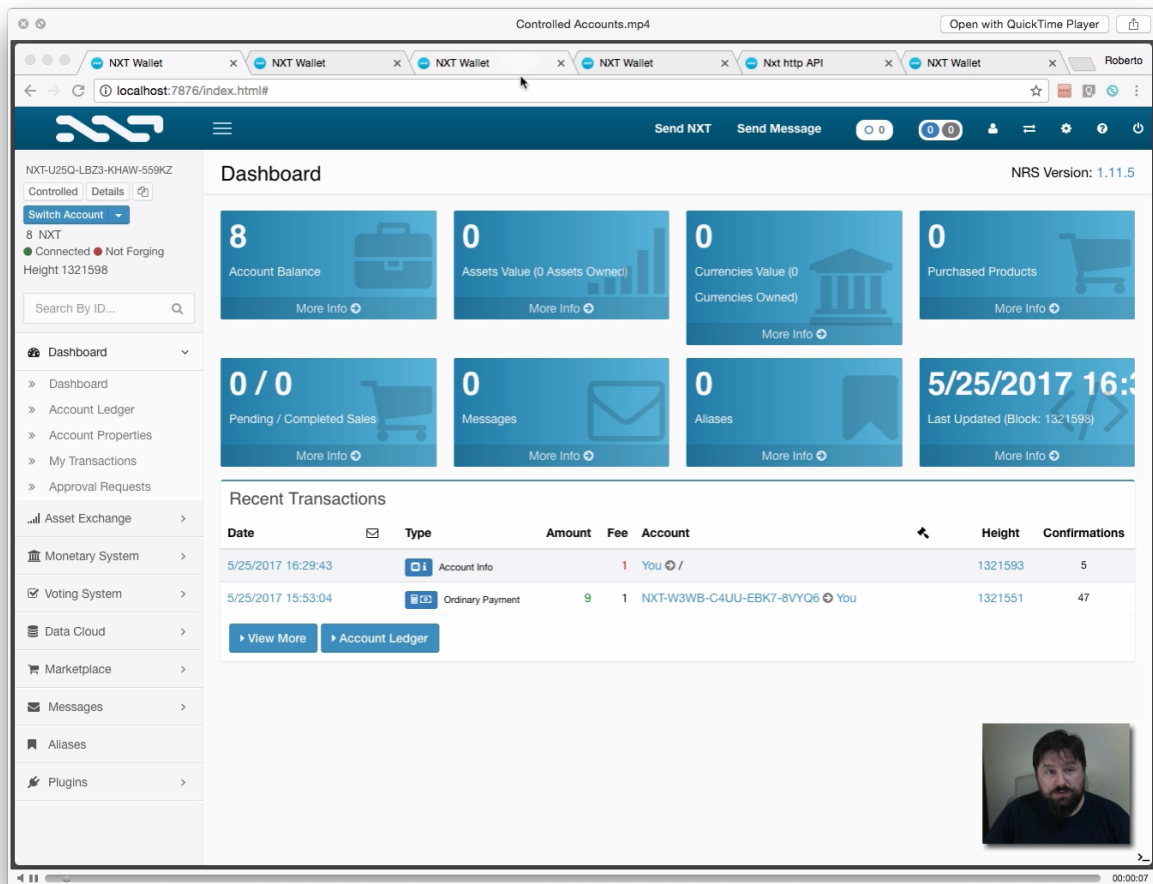 Controlled Accounts.mp4
Open with QuickTime Player
NXT Wallet
NXT Wallet
NXT Wallet
NXT Wallet
Nxt http API
NXT Wallet
Roberto
localhost:7876/index.html#
Send NXT
Send Message
0
0 0
NXT-U25Q-LBZ3-KHAW-559KZ
Controlled
Details
Switch Account
8 NXT
Connected Not Forging
Height 1321598
Search By ID...
Dashboard
Dashboard
Account Ledger
Account Properties
My Transactions
Approval Requests
Asset Exchange
Monetary System
Voting System
Data Cloud
Marketplace
Messages
Aliases
Plugins
Dashboard
NRS Version: 1.11.5
8
Account Balance
More Info
0
Assets Value (0 Assets Owned)
More Info
0
Currencies Value (0
Currencies Owned)
More Info
0
Purchased Products
More Info
0 / 0
Pending / Completed Sales
More Info
0
Messages
More Info
0
Aliases
More Info
5/25/2017 16:3
Last Updated (Block: 1321598)
More Info
Recent Transactions
Date Type Amount Fee Account Height Confirmations
5/25/2017 16:29:43 Account Info 1 You / 1321593 5
5/25/2017 15:53:04 Ordinary Payment 9 1 NXT-W3WB-C4UU-EBK7-8VYQ6 You 1321551 47
View More
Account Ledger
00:00:07